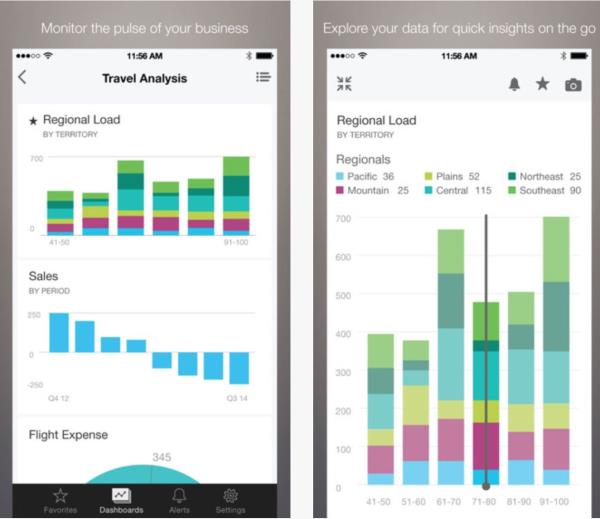 Monitor the pulse of your business
11:56 AM
Travel Analysis
Regional Load
BY TERRITORY
700
0
41-50 91-100
Sales
BY PERIOD
250
0
-250
Q4 12 Q3 14
Flight Expense
345
Favorites Dashboards Alerts Settings
Explore your data for quick insights on the go
11:56 AM
Regional Load
BY TERRITORY
Regionals
Pacific 36 Plains 52 Northeast 25
Mountain 25 Central 115 Southeast 90
700
600
500
400
300
200
100
0
41-50 51-60 61-70 71-80 81-90 91-100